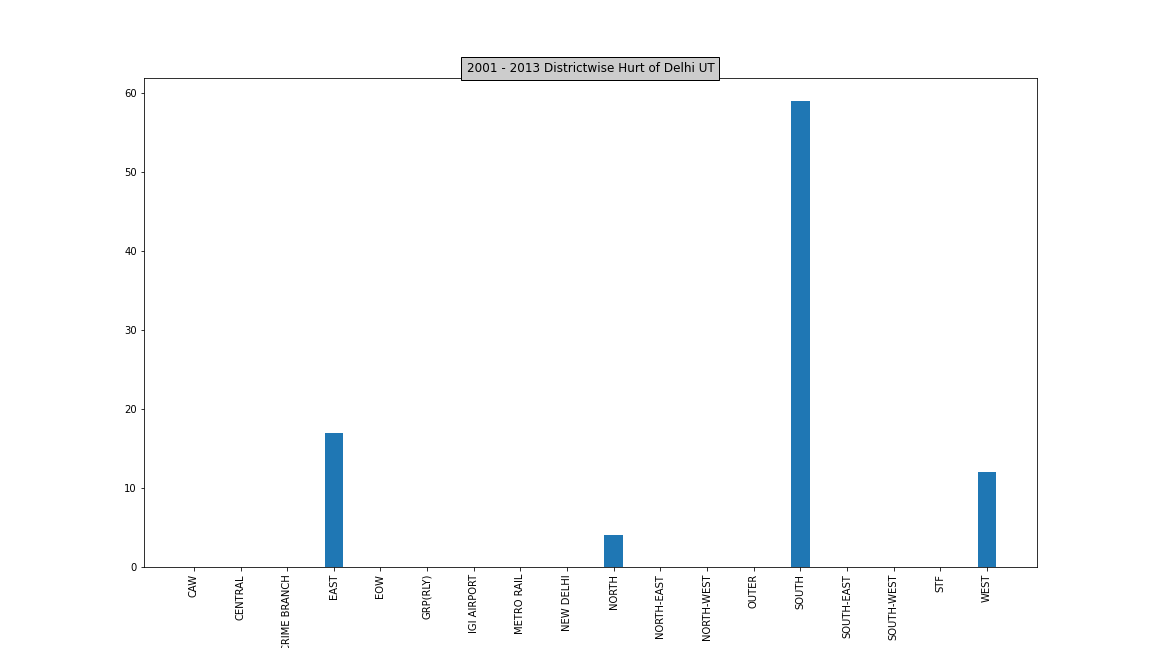 2001 - 2013 Districtwise Hurt of Delhi UT
60
50
40
30
20
10
0
CAW
CENTRAL
CRIME BRANCH
EAST
EOW
GRP(RLY)
IGI AIRPORT
METRO RAIL
NEW DELHI
NORTH
NORTH-EAST
NORTH-WEST
OUTER
SOUTH
SOUTH-EAST
SOUTH-WEST
STF
WEST